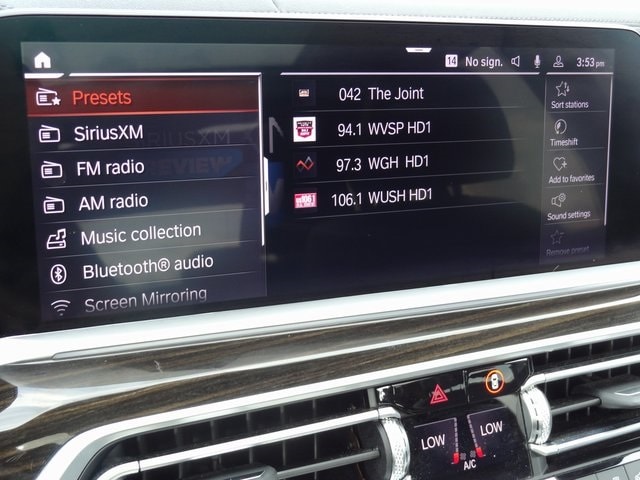 14 No sign. 3:53 pm
Presets
SiriusXM
FM radio
AM radio
Music collection
Bluetooth® audio
Screen Mirroring
042 The Joint
94.1 WVSP HD1
97.3 WGH HD1
106.1 WUSH HD1
Sort stations
Timeshift
Add to favorites
Sound settings
Remove preset
LOW
LOW
A/C